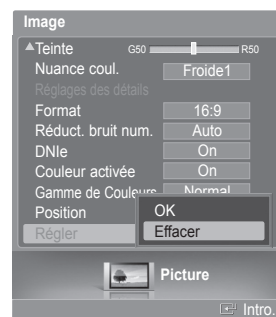 Image
Teinte G50 R50
Nuance coul. Froide1
Réglages des détails
Format 16:9
Réduct. bruit num. Auto
DNIe On
Couleur activée On
Gamme de Couleurs Normal
Position OK
Régler Effacer
Picture
Intro.